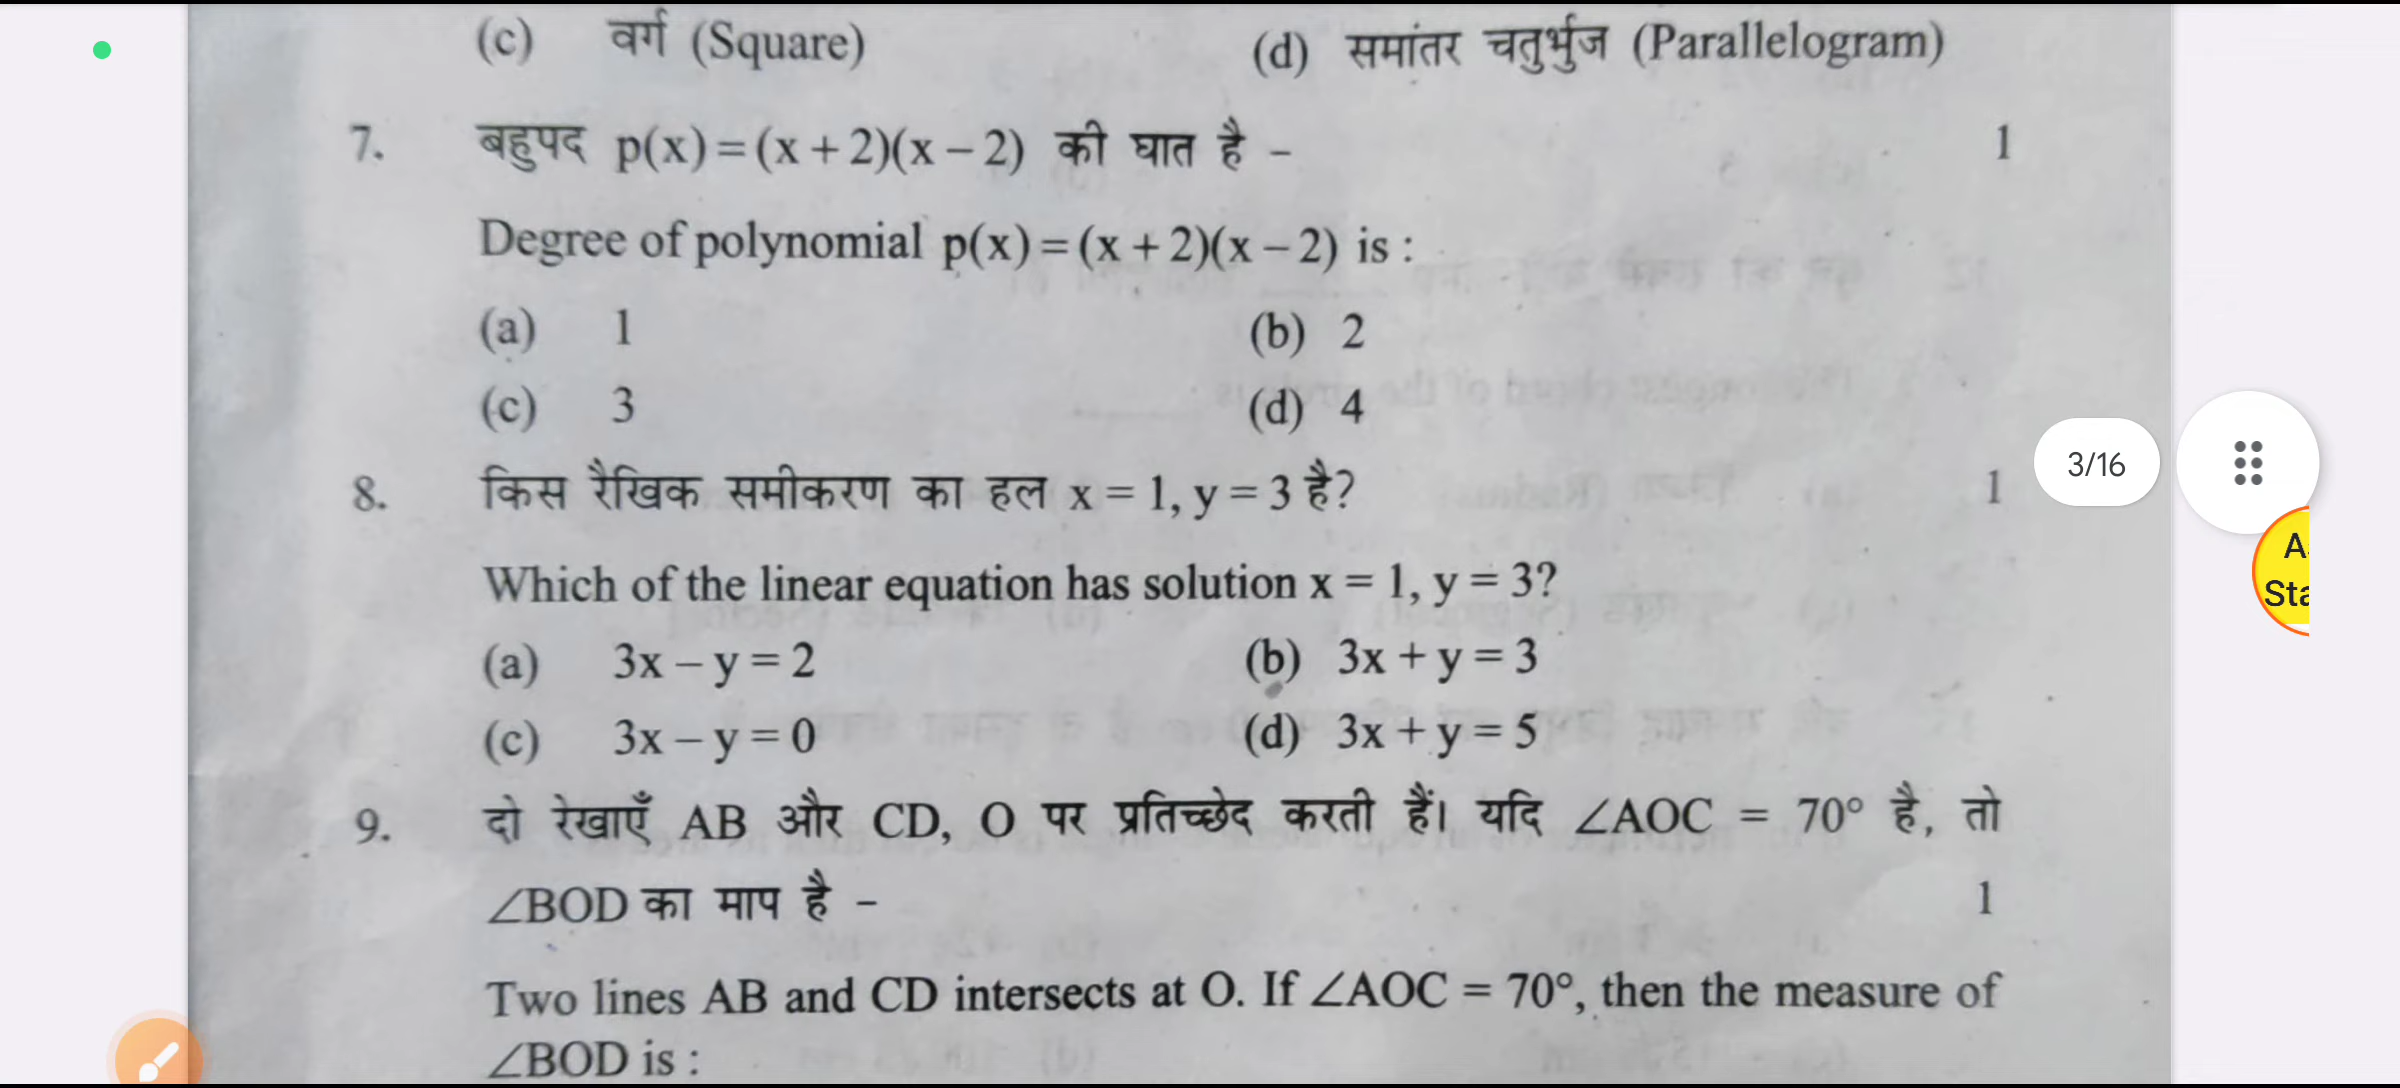 (c) वर्ग (Square) (d) समांतर चतुर्भुज (Parallelogram)
7. बहुपद p(x) = (x + 2)(x – 2) की घात है – 1
Degree of polynomial p(x) = (x + 2)(x – 2) is :
(a) 1 (b) 2
(c) 3 (d) 4
3/16
8. किस रैखिक समीकरण का हल x = 1, y = 3 है? 1
Which of the linear equation has solution x = 1, y = 3?
Sta
(a) 3x – y = 2 (b) 3x + y = 3
(c) 3x – y = 0 (d) 3x + y = 5
9. दो रेखाएँ AB और CD, O पर प्रतिच्छेद करती हैं। यदि ∠AOC = 70° है, तो
∠BOD का माप है – 1
Two lines AB and CD intersects at O. If ∠AOC = 70°, then the measure of
∠BOD is :